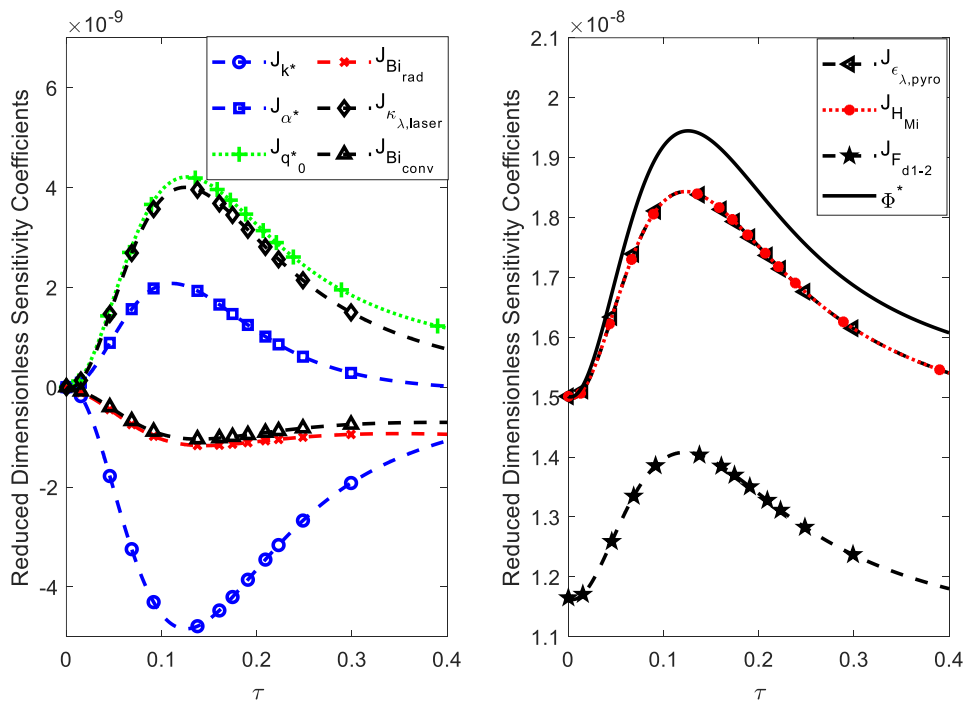 ×10⁻⁹
Reduced Dimensionless Sensitivity Coefficients
6
4
2
0
-2
-4
J_k* J_Bi_rad
J_α* J_κ_λ,laser
J_q*_0 J_Bi_conv
0 0.1 0.2 0.3 0.4
τ
×10⁻⁸
Reduced Dimensionless Sensitivity Coefficients
2.1
2
1.9
1.8
1.7
1.6
1.5
1.4
1.3
1.2
1.1
J_ϵ_λ,pyro
J_H_Mi
J_F_d1-2
Φ*
0 0.1 0.2 0.3 0.4
τ